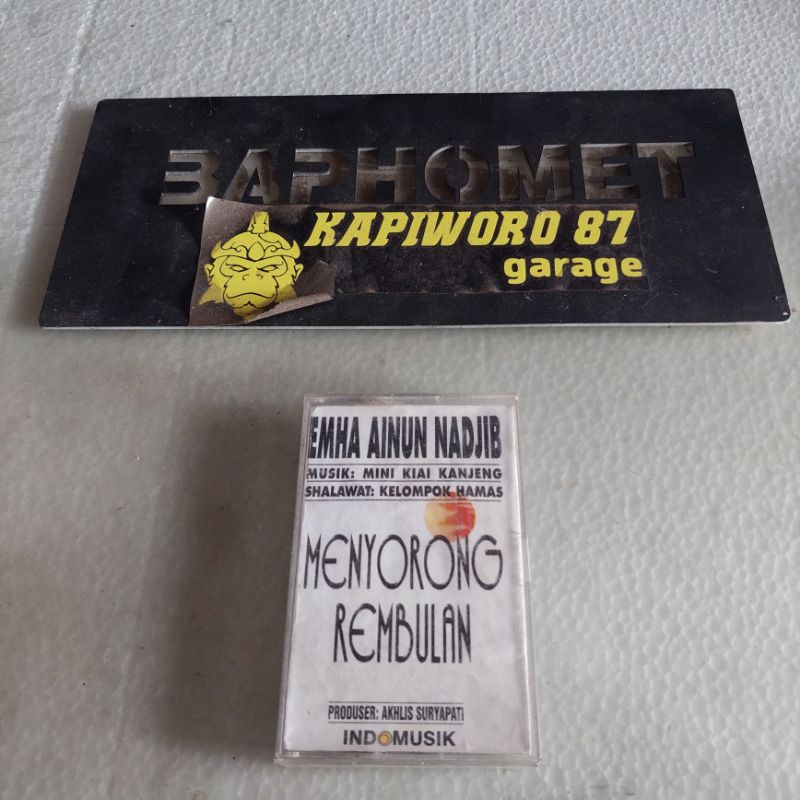 BAPHOMET
KAPIWORO 87
garage
EMHA AINUN NADJIB
MUSIK: MINI KIAI KANJENG
SHALAWAT: KELOMPOK HAMAS
MENYORONG
REMBULAN
PRODUSER: AKHLIS SURYAPATI
INDOMUSIK